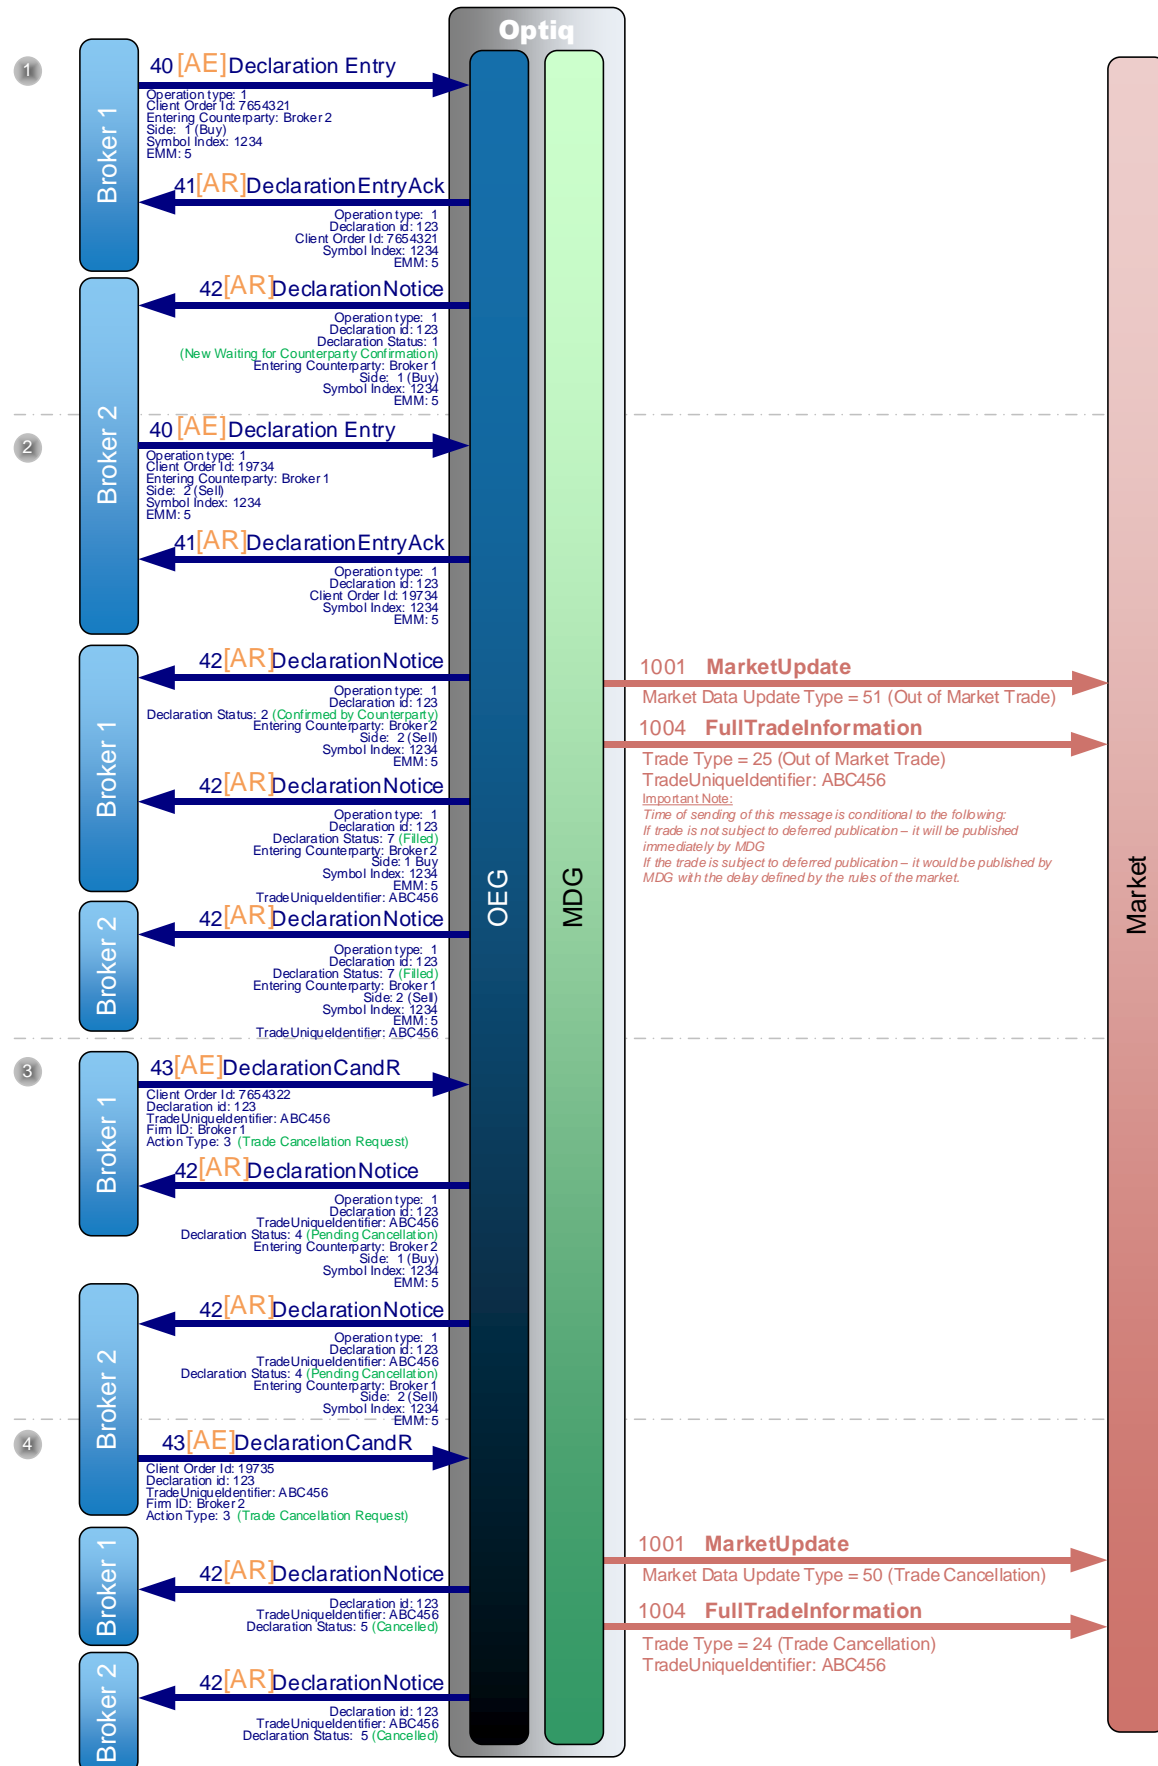 Optiq
1
Broker 1
40 [AE] Declaration Entry
Operation type: 1
Client Order Id: 7654321
Entering Counterparty: Broker 2
Side: 1 (Buy)
Symbol Index: 1234
EMM: 5
41 [AR] DeclarationEntryAck
Operation type: 1
Declaration id: 123
Client Order Id: 7654321
Symbol Index: 1234
EMM: 5
Broker 2
42 [AR] DeclarationNotice
Operation type: 1
Declaration id: 123
Declaration Status: 1
(New Waiting for Counterparty Confirmation)
Entering Counterparty: Broker 1
Side: 1 (Buy)
Symbol Index: 1234
EMM: 5
2
40 [AE] Declaration Entry
Operation type: 1
Client Order Id: 19734
Entering Counterparty: Broker 1
Side: 2 (Sell)
Symbol Index: 1234
EMM: 5
41 [AR] DeclarationEntryAck
Operation type: 1
Declaration id: 123
Client Order Id: 19734
Symbol Index: 1234
EMM: 5
Broker 1
42 [AR] DeclarationNotice
Operation type: 1
Declaration id: 123
Declaration Status: 2 (Confirmed by Counterparty)
Entering Counterparty: Broker 2
Side: 2 (Sell)
Symbol Index: 1234
EMM: 5
1001 MarketUpdate
Market Data Update Type = 51 (Out of Market Trade)
1004 FullTradeInformation
Trade Type = 25 (Out of Market Trade)
TradeUniqueIdentifier: ABC456
Important Note:
Time of sending of this message is conditional to the following:
If trade is not subject to deferred publication – it will be published
immediately by MDG
If the trade is subject to deferred publication – it would be published by
MDG with the delay defined by the rules of the market.
42 [AR] DeclarationNotice
Operation type: 1
Declaration id: 123
Declaration Status: 7 (Filled)
Entering Counterparty: Broker 2
Side: 1 Buy
Symbol Index: 1234
EMM: 5
TradeUniqueIdentifier: ABC456
OEG
MDG
Market
Broker 2
42 [AR] DeclarationNotice
Operation type: 1
Declaration id: 123
Declaration Status: 7 (Filled)
Entering Counterparty: Broker 1
Side: 2 (Sell)
Symbol Index: 1234
EMM: 5
TradeUniqueIdentifier: ABC456
3
Broker 1
43 [AE] DeclarationCandR
Client Order Id: 7654322
Declaration id: 123
TradeUniqueIdentifier: ABC456
Firm ID: Broker 1
Action Type: 3 (Trade Cancellation Request)
42 [AR] DeclarationNotice
Operation type: 1
Declaration id: 123
TradeUniqueIdentifier: ABC456
Declaration Status: 4 (Pending Cancellation)
Entering Counterparty: Broker 2
Side: 1 (Buy)
Symbol Index: 1234
EMM: 5
Broker 2
42 [AR] DeclarationNotice
Operation type: 1
Declaration id: 123
TradeUniqueIdentifier: ABC456
Declaration Status: 4 (Pending Cancellation)
Entering Counterparty: Broker 1
Side: 2 (Sell)
Symbol Index: 1234
EMM: 5
4
43 [AE] DeclarationCandR
Client Order Id: 19735
Declaration id: 123
TradeUniqueIdentifier: ABC456
Firm ID: Broker 2
Action Type: 3 (Trade Cancellation Request)
Broker 1
42 [AR] DeclarationNotice
Declaration id: 123
TradeUniqueIdentifier: ABC456
Declaration Status: 5 (Cancelled)
1001 MarketUpdate
Market Data Update Type = 50 (Trade Cancellation)
1004 FullTradeInformation
Trade Type = 24 (Trade Cancellation)
TradeUniqueIdentifier: ABC456
Broker 2
42 [AR] DeclarationNotice
Declaration id: 123
TradeUniqueIdentifier: ABC456
Declaration Status: 5 (Cancelled)